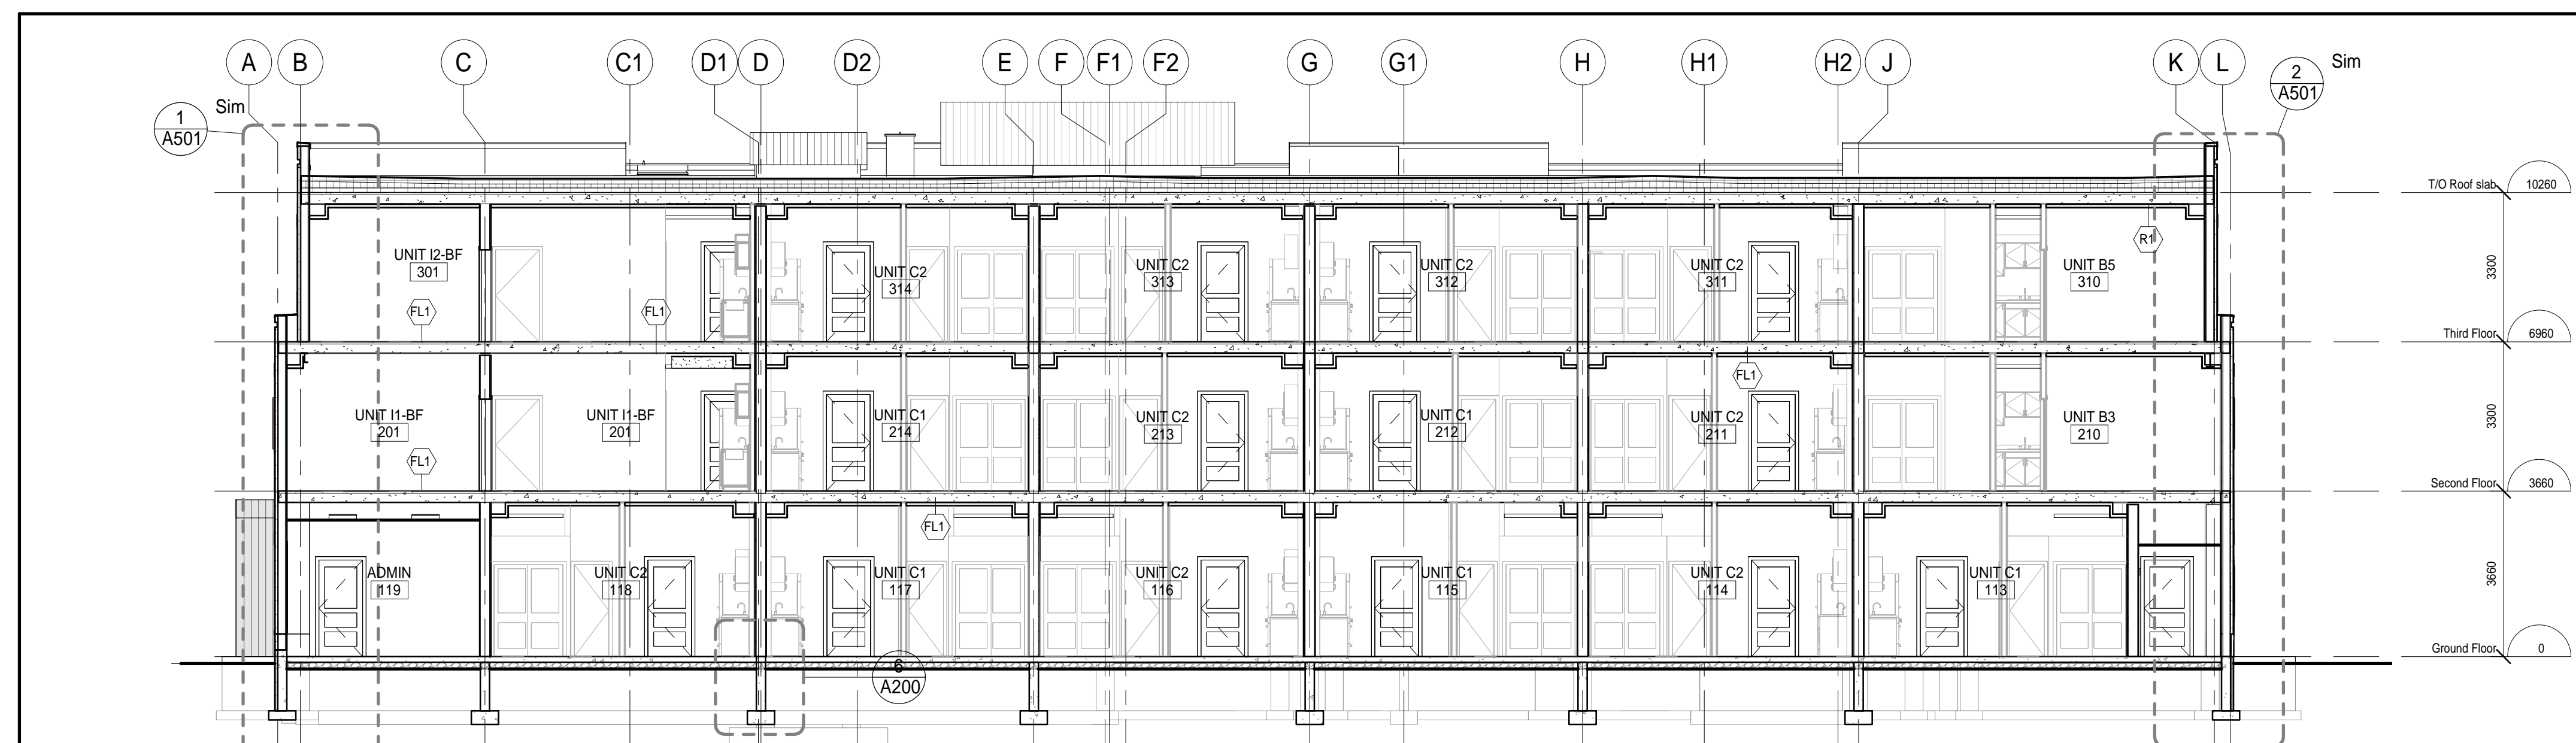 A B C C1 D1 D D2 E F F1 F2 G G1 H H1 H2 J K L
1
A501
Sim
2
A501
Sim
T/O Roof slab 10260
R1
UNIT I2-BF
301
UNIT C2
314
UNIT C2
313
UNIT C2
312
UNIT C2
311
UNIT B5
310
3300
FL1
FL1
Third Floor 6960
FL1
UNIT I1-BF
201
UNIT I1-BF
201
UNIT C1
214
UNIT C2
213
UNIT C1
212
UNIT C2
211
UNIT B3
210
3300
FL1
Second Floor 3660
FL1
ADMIN
119
UNIT C2
118
UNIT C1
117
UNIT C2
116
UNIT C1
115
UNIT C2
114
UNIT C1
113
3660
Ground Floor 0
6
A200